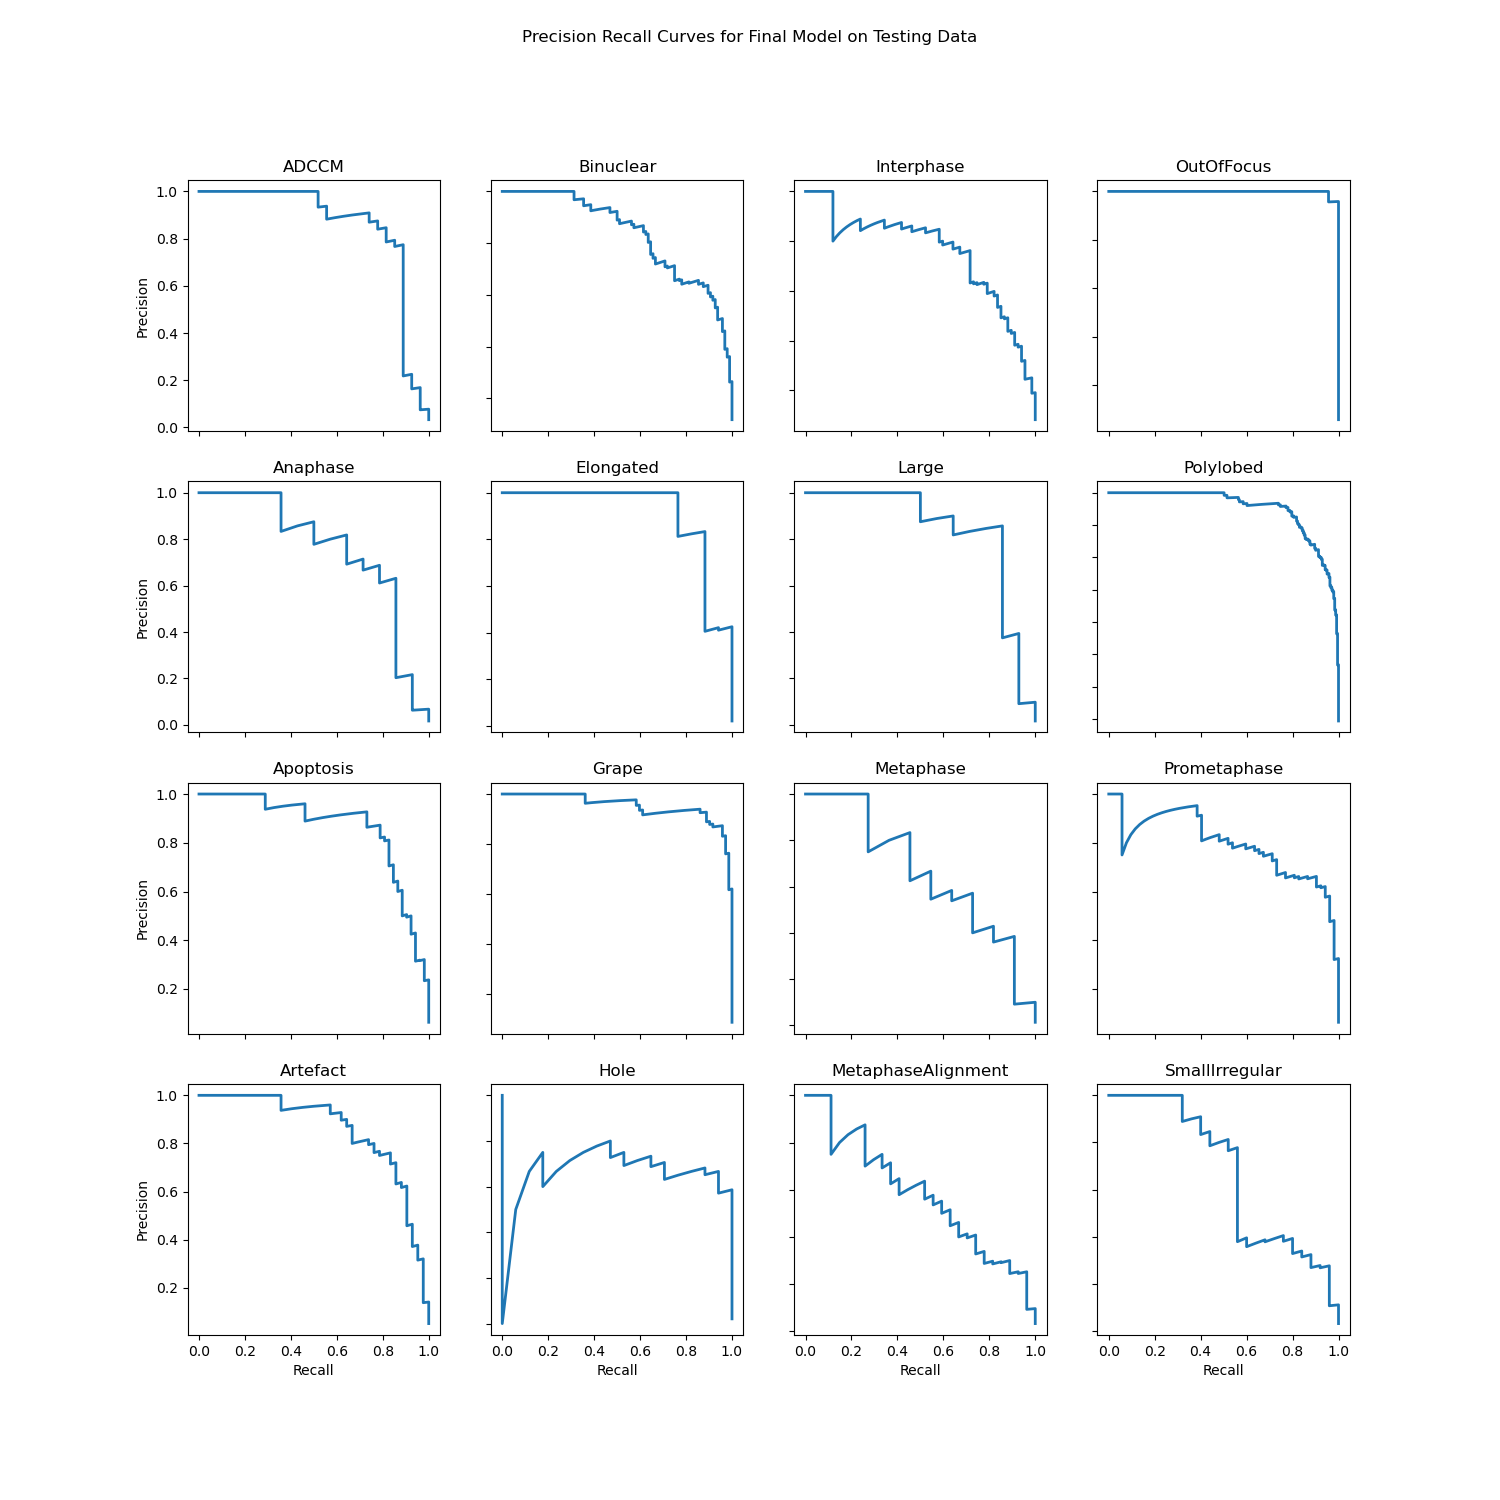 Precision Recall Curves for Final Model on Testing Data
ADCCM
Binuclear
Interphase
OutOfFocus
1.0
0.8
0.6
0.4
0.2
0.0
Precision
Anaphase
Elongated
Large
Polylobed
1.0
0.8
0.6
0.4
0.2
0.0
Precision
Apoptosis
Grape
Metaphase
Prometaphase
1.0
0.8
0.6
0.4
0.2
Precision
Artefact
Hole
MetaphaseAlignment
SmallIrregular
1.0
0.8
0.6
0.4
0.2
Precision
0.0 0.2 0.4 0.6 0.8 1.0
0.0 0.2 0.4 0.6 0.8 1.0
0.0 0.2 0.4 0.6 0.8 1.0
0.0 0.2 0.4 0.6 0.8 1.0
Recall
Recall
Recall
Recall